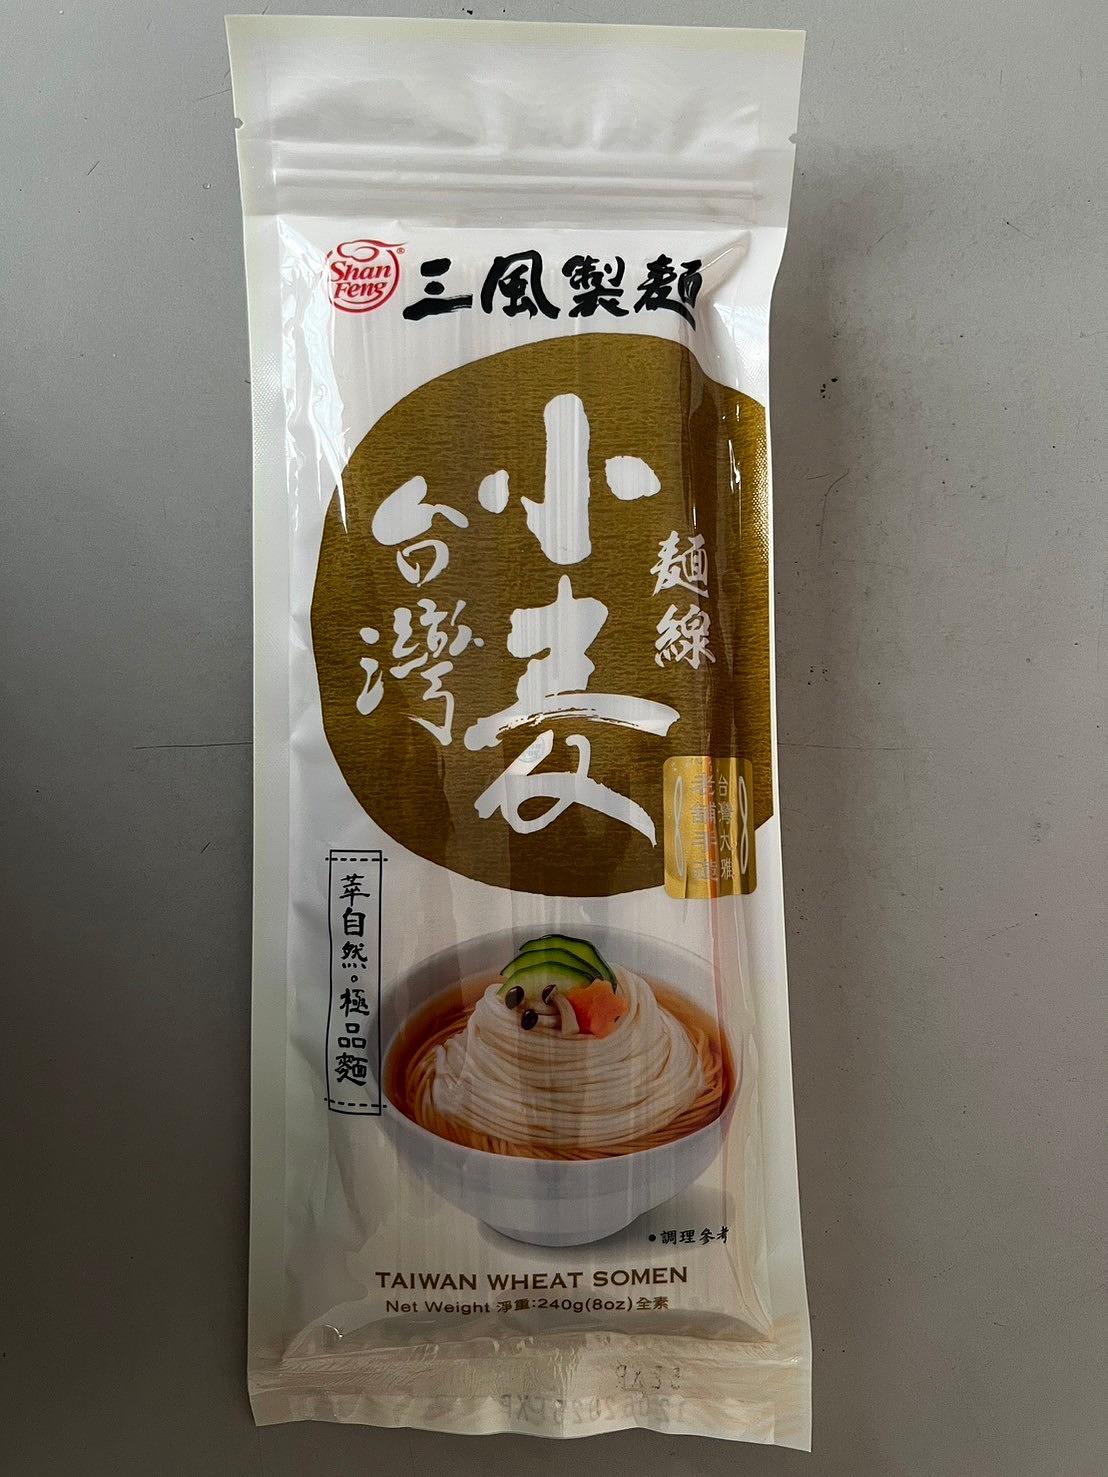 Shan Feng®
三風製麵
台灣
小麦
麵線
台灣大雅
老舖手造
萃自然。極品麵
•調理參考
TAIWAN WHEAT SOMEN
Net Weight 淨重:240g(8oz)全素